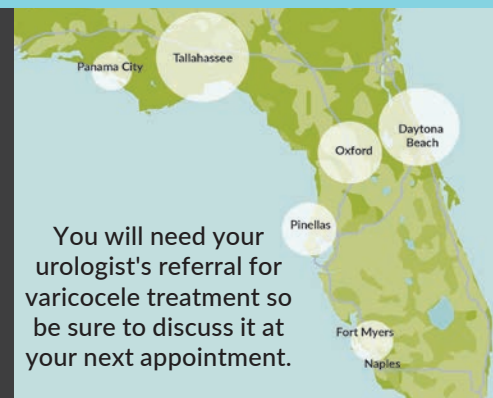 Panama City
Tallahassee
Oxford
Daytona
Beach
Pinellas
You will need your
urologist's referral for
varicocele treatment so
be sure to discuss it at
your next appointment.
Fort Myers
Naples